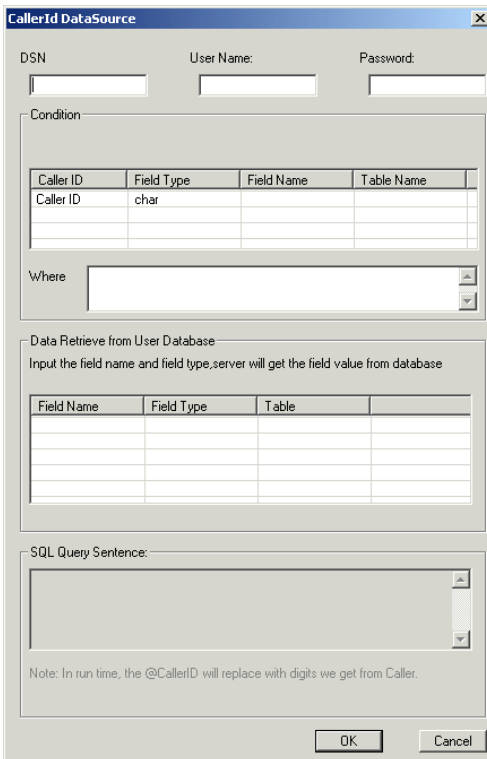 CallerId DataSource
DSN User Name: Password:
Condition
Caller ID Field Type Field Name Table Name
Caller ID char
Where
Data Retrieve from User Database
Input the field name and field type,server will get the field value from database
Field Name Field Type Table
SQL Query Sentence:
Note: In run time, the @CallerID will replace with digits we get from Caller.
OK Cancel